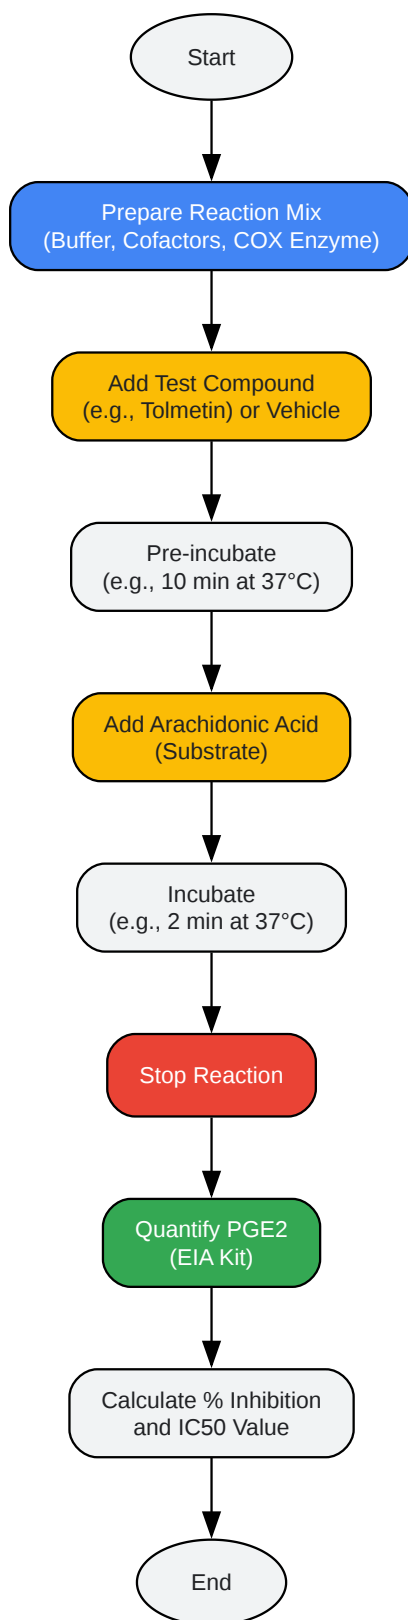 Start
Prepare Reaction Mix
(Buffer, Cofactors, COX Enzyme)
Add Test Compound
(e.g., Tolmetin) or Vehicle
Pre-incubate
(e.g., 10 min at 37°C)
Add Arachidonic Acid
(Substrate)
Incubate
(e.g., 2 min at 37°C)
Stop Reaction
Quantify PGE2
(EIA Kit)
Calculate % Inhibition
and IC50 Value
End